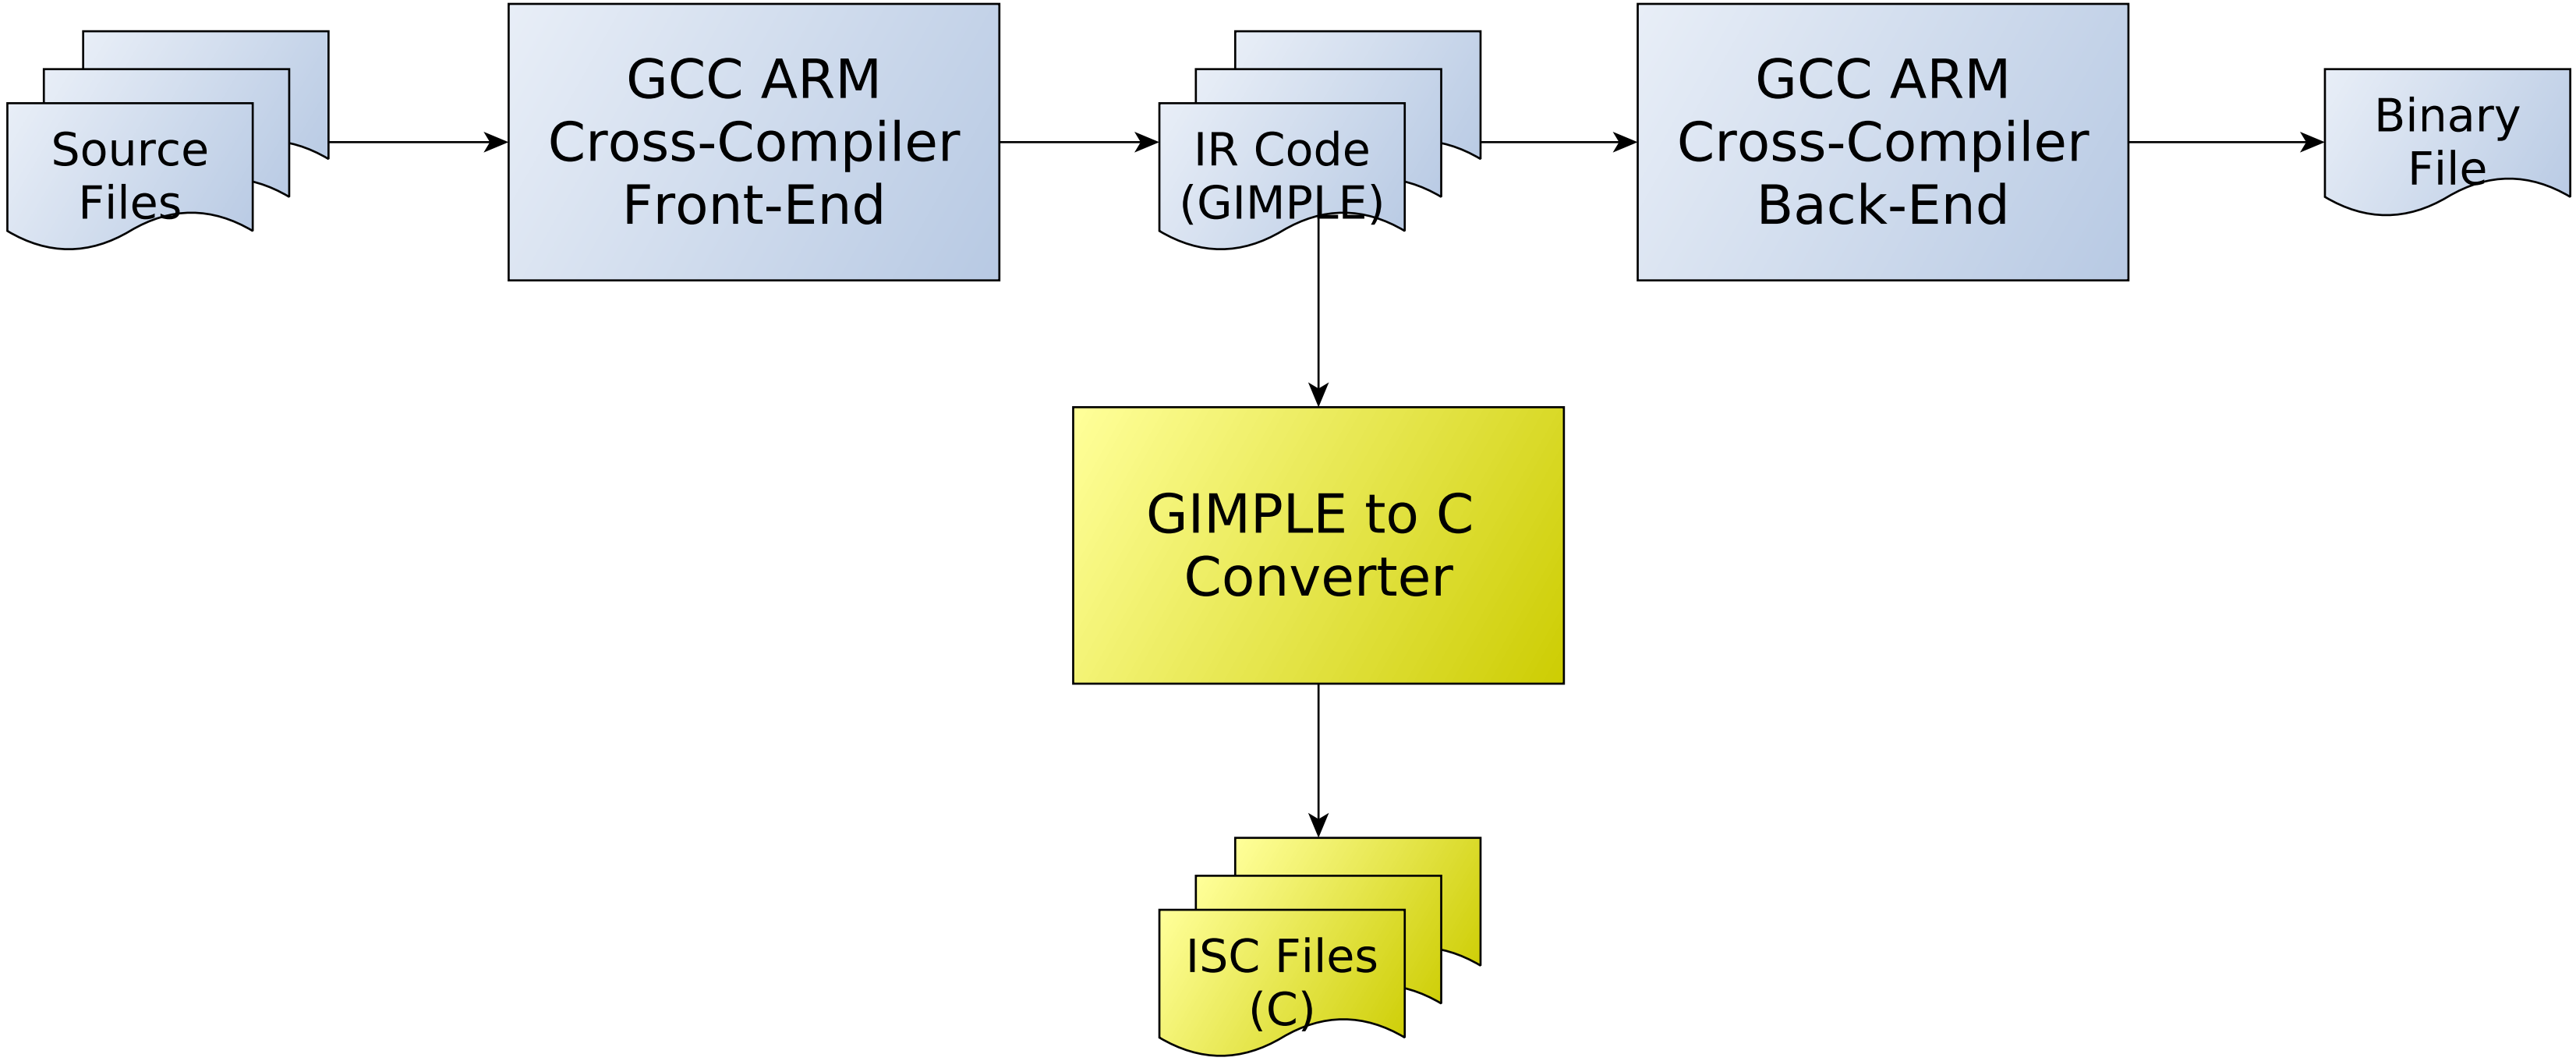 Source
Files
GCC ARM
Cross-Compiler
Front-End
IR Code
(GIMPLE)
GCC ARM
Cross-Compiler
Back-End
Binary
File
GIMPLE to C
Converter
ISC Files
(C)